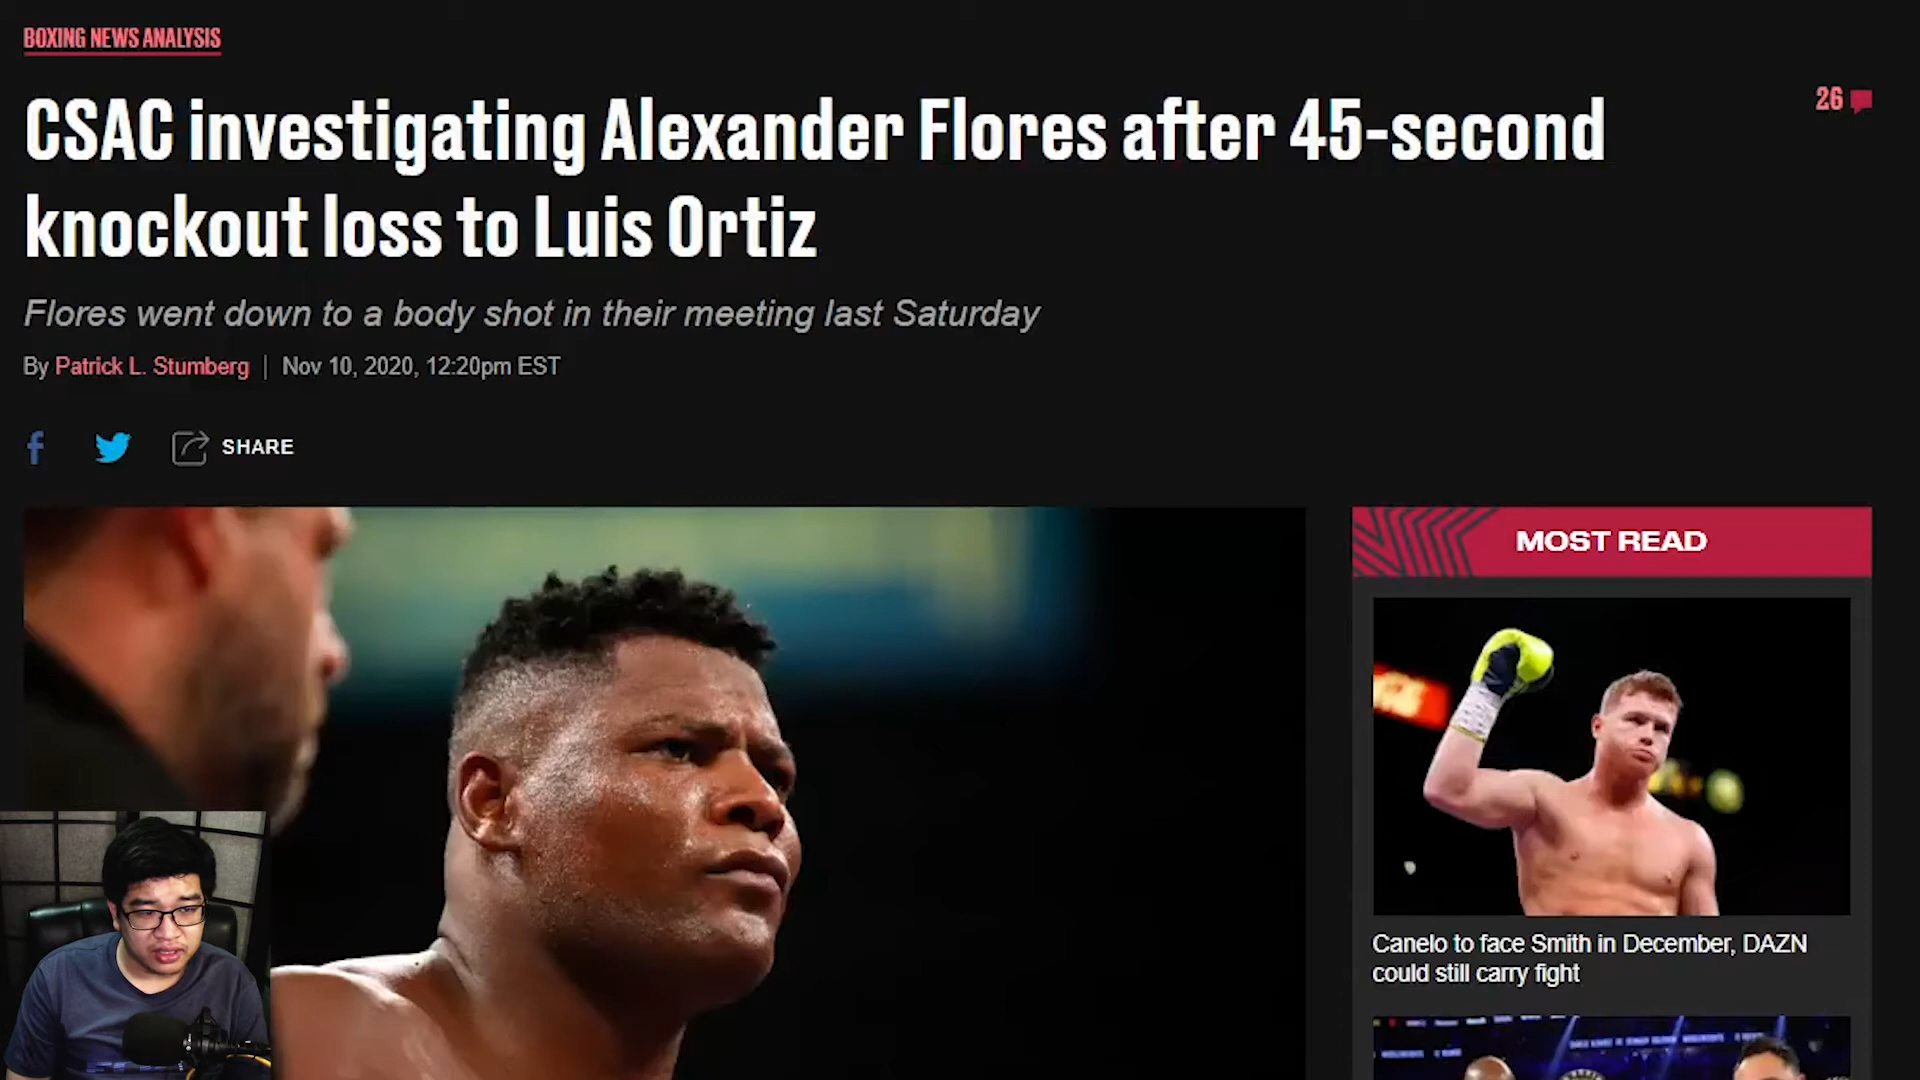 BOXING NEWS ANALYSIS
CSAC investigating Alexander Flores after 45-second
knockout loss to Luis Ortiz
26
Flores went down to a body shot in their meeting last Saturday
By Patrick L. Stumberg | Nov 10, 2020, 12:20pm EST
SHARE
MOST READ
Canelo to face Smith in December, DAZN
could still carry fight